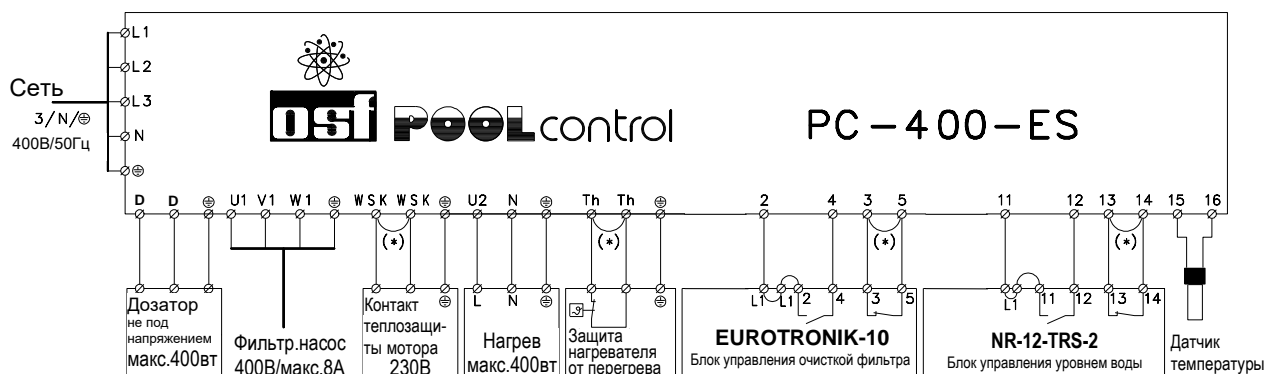 L1
L2
Сеть
L3
3/N/⏚
N
400В/50Гц
osf POOL control
PC-400-ES
D D U1 V1 W1 WSK WSK U2 N Th Th 2 4 3 5 11 12 13 14 15 16
(*) (*) (*) (*)
L N L1 L1 2 4 3 5 L1 11 12 13 14
Дозатор
не под
напряжением
макс.400вт
Фильтр.насос
400В/макс.8А
Контакт
теплозащи-
ты мотора
230В
Нагрев
макс.400вт
Защита
нагревателя
от перегрева
EUROTRONIK-10
Блок управления очисткой фильтра
NR-12-TRS-2
Блок управления уровнем воды
Датчик
температуры